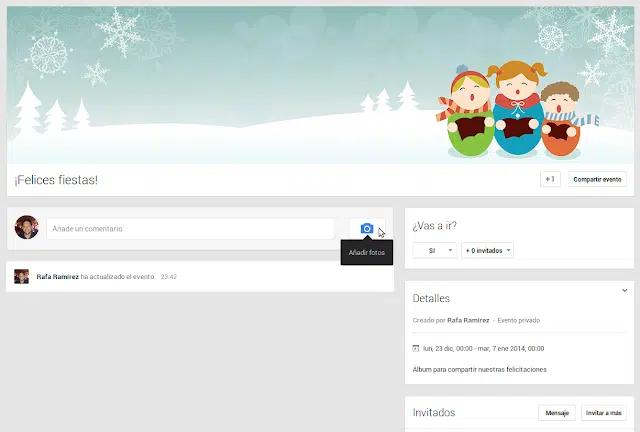 ¡Felices fiestas!
+1
Compartir evento
Añade un comentario
Añadir fotos
Rafa Ramírez ha actualizado el evento. 23:42
¿Vas a ir?
Sí
+ 0 invitados
Detalles
Creado por Rafa Ramírez - Evento privado
lun, 23 dic, 00:00 - mar, 7 ene 2014, 00:00
Álbum para compartir nuestras felicitaciones
Invitados
Mensaje
Invitar a más